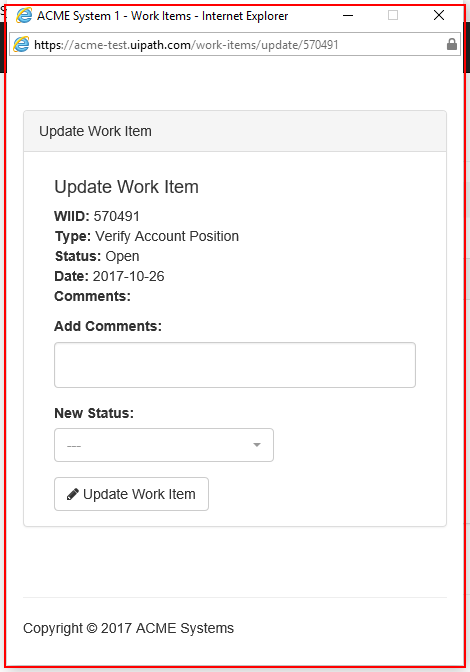 ACME System 1 - Work Items - Internet Explorer
https://acme-test.uipath.com/work-items/update/570491
Update Work Item
Update Work Item
WIID: 570491
Type: Verify Account Position
Status: Open
Date: 2017-10-26
Comments:
Add Comments:
New Status:
---
Update Work Item
Copyright © 2017 ACME Systems